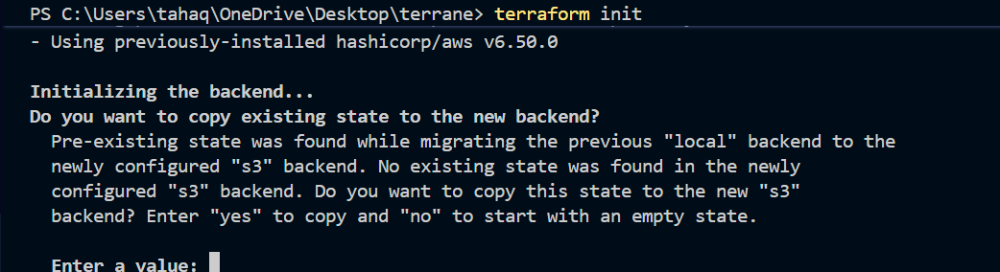 PS C:\Users\tahaq\OneDrive\Desktop\terrane> terraform init
- Using previously-installed hashicorp/aws v6.50.0
Initializing the backend...
Do you want to copy existing state to the new backend?
Pre-existing state was found while migrating the previous "local" backend to the
newly configured "s3" backend. No existing state was found in the newly
configured "s3" backend. Do you want to copy this state to the new "s3"
backend? Enter "yes" to copy and "no" to start with an empty state.
Enter a value: